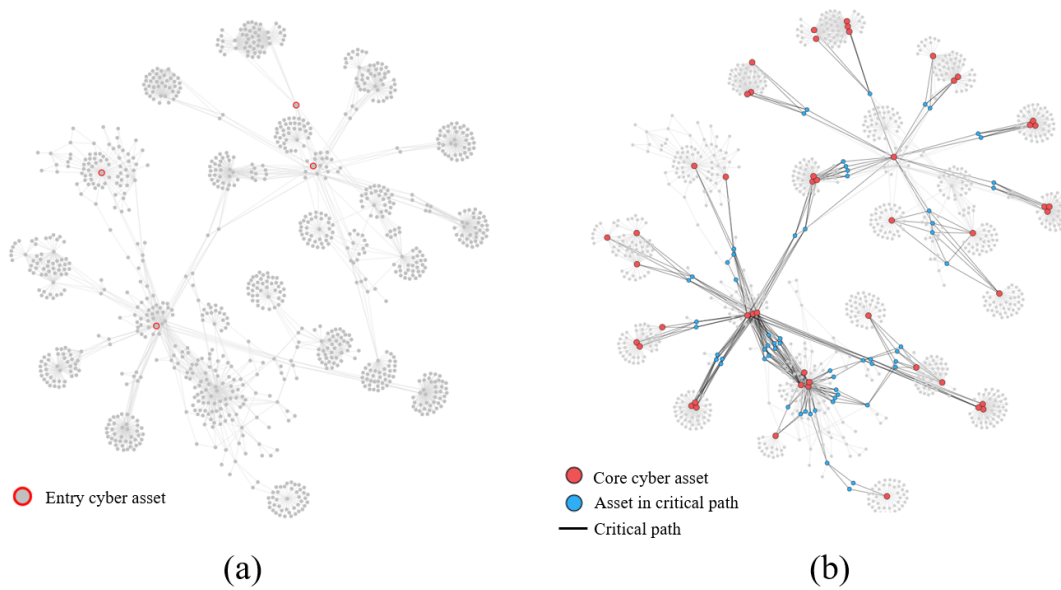 Entry cyber asset
Core cyber asset
Asset in critical path
Critical path
(a)
(b)